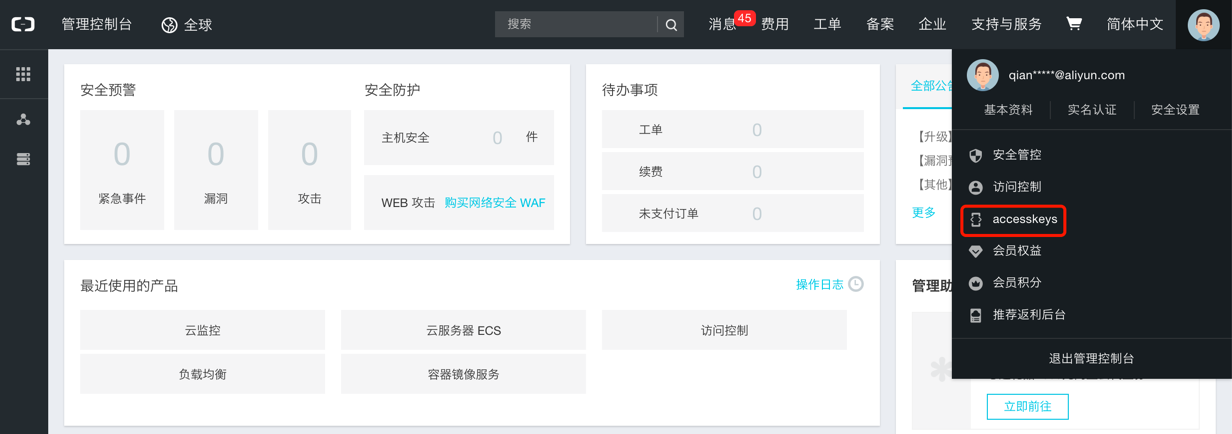 管理控制台
全球
搜索
消息 45
费用
工单
备案
企业
支持与服务
简体中文
qian*****@aliyun.com
基本资料
实名认证
安全设置
安全管控
访问控制
accesskeys
会员权益
会员积分
推荐返利后台
退出管理控制台
安全预警
0
紧急事件
0
漏洞
0
攻击
安全防护
主机安全 0 件
WEB 攻击 购买网络安全 WAF
待办事项
工单 0
续费 0
未支付订单 0
全部公
【升级】
【漏洞
【其他】
更多
最近使用的产品
操作日志
云监控
云服务器 ECS
访问控制
负载均衡
容器镜像服务
管理助
立即前往